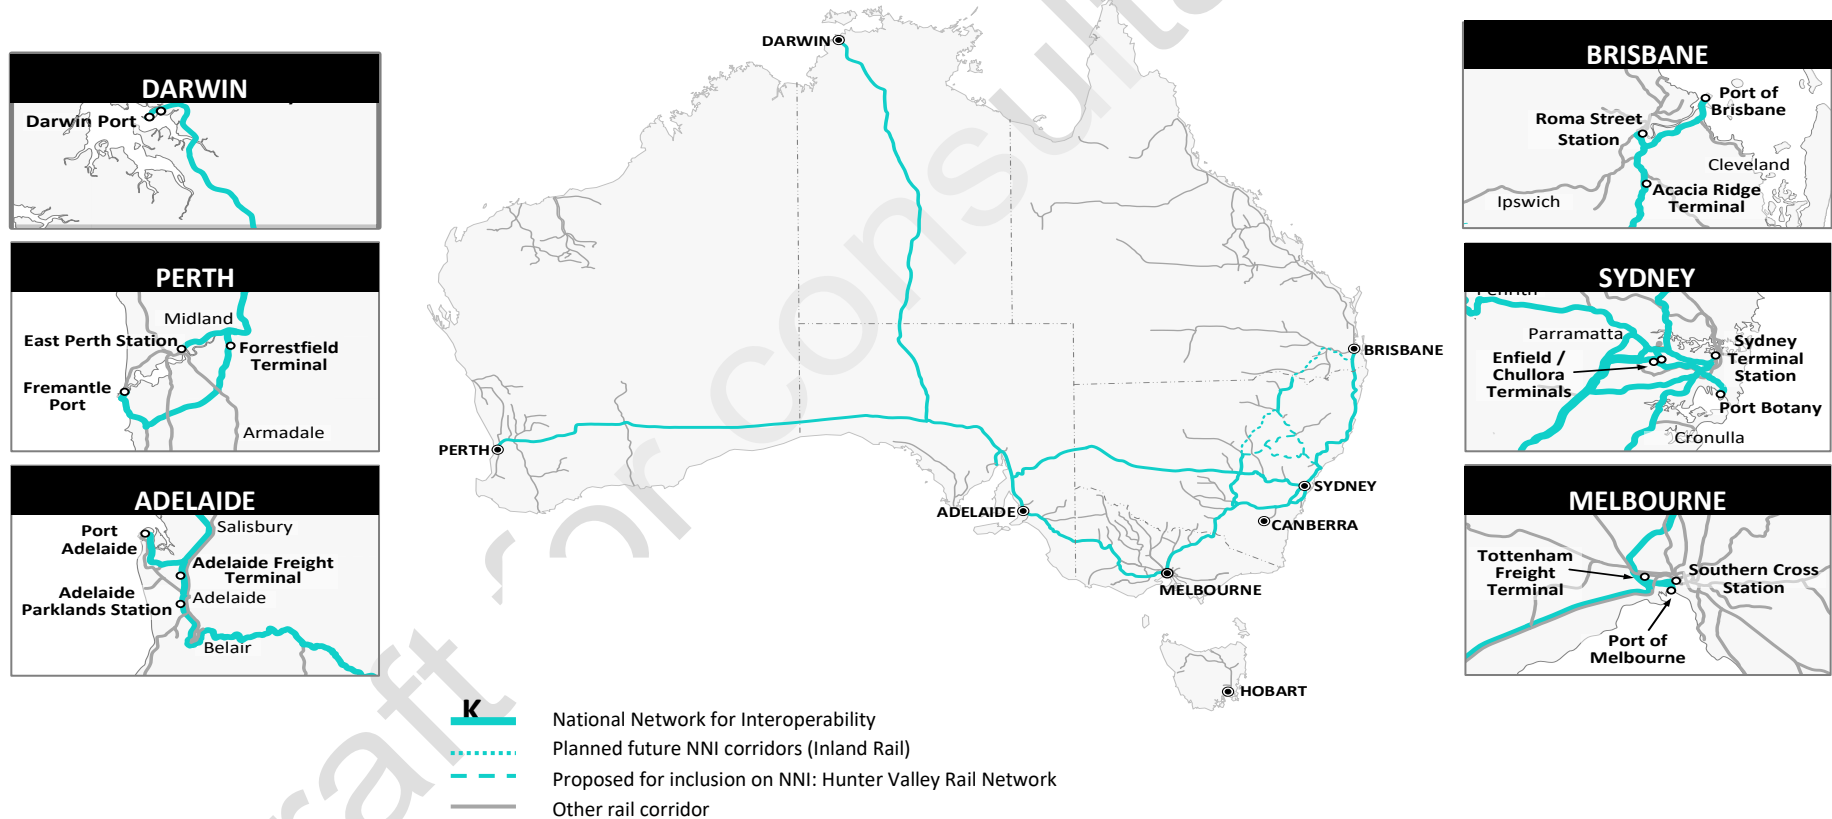 DARWIN
Darwin Port
PERTH
Midland
East Perth Station
Forrestfield
Terminal
Fremantle
Port
Armadale
ADELAIDE
Salisbury
Port
Adelaide
Adelaide Freight
Terminal
Adelaide
Parklands Station
Adelaide
Belair
DARWIN
PERTH
ADELAIDE
MELBOURNE
CANBERRA
SYDNEY
BRISBANE
HOBART
BRISBANE
Port of
Brisbane
Roma Street
Station
Cleveland
Acacia Ridge
Terminal
Ipswich
SYDNEY
Penrith
Parramatta
Enfield /
Chullora
Terminals
Sydney
Terminal
Station
Port Botany
Cronulla
MELBOURNE
Tottenham
Freight
Terminal
Southern Cross
Station
Port of
Melbourne
K
National Network for Interoperability
Planned future NNI corridors (Inland Rail)
Proposed for inclusion on NNI: Hunter Valley Rail Network
Other rail corridor
raft for consult